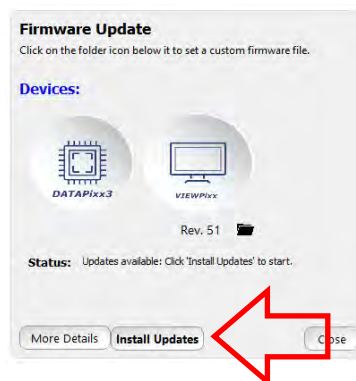 Firmware Update
Click on the folder icon below it to set a custom firmware file.
Devices:
DATAPixx3 VIEWPixx
Rev. 51
Status: Updates available: Click 'Install Updates' to start.
More Details Install Updates Close